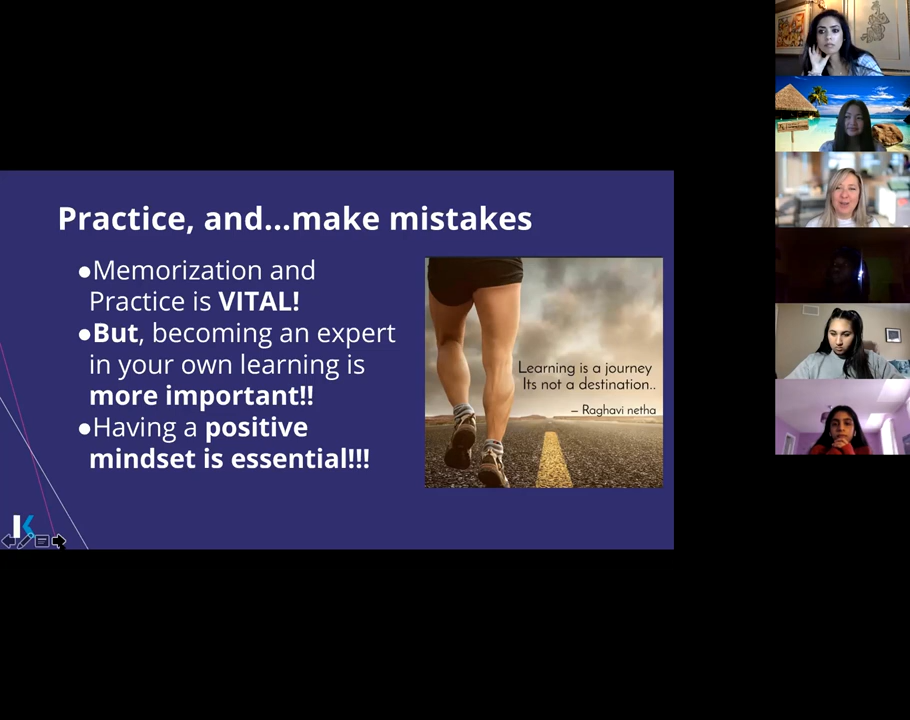 Practice, and...make mistakes
●Memorization and
Practice is VITAL!
●But, becoming an expert
in your own learning is
more important!!
●Having a positive
mindset is essential!!!
Learning is a journey
Its not a destination..
– Raghavi netha
K